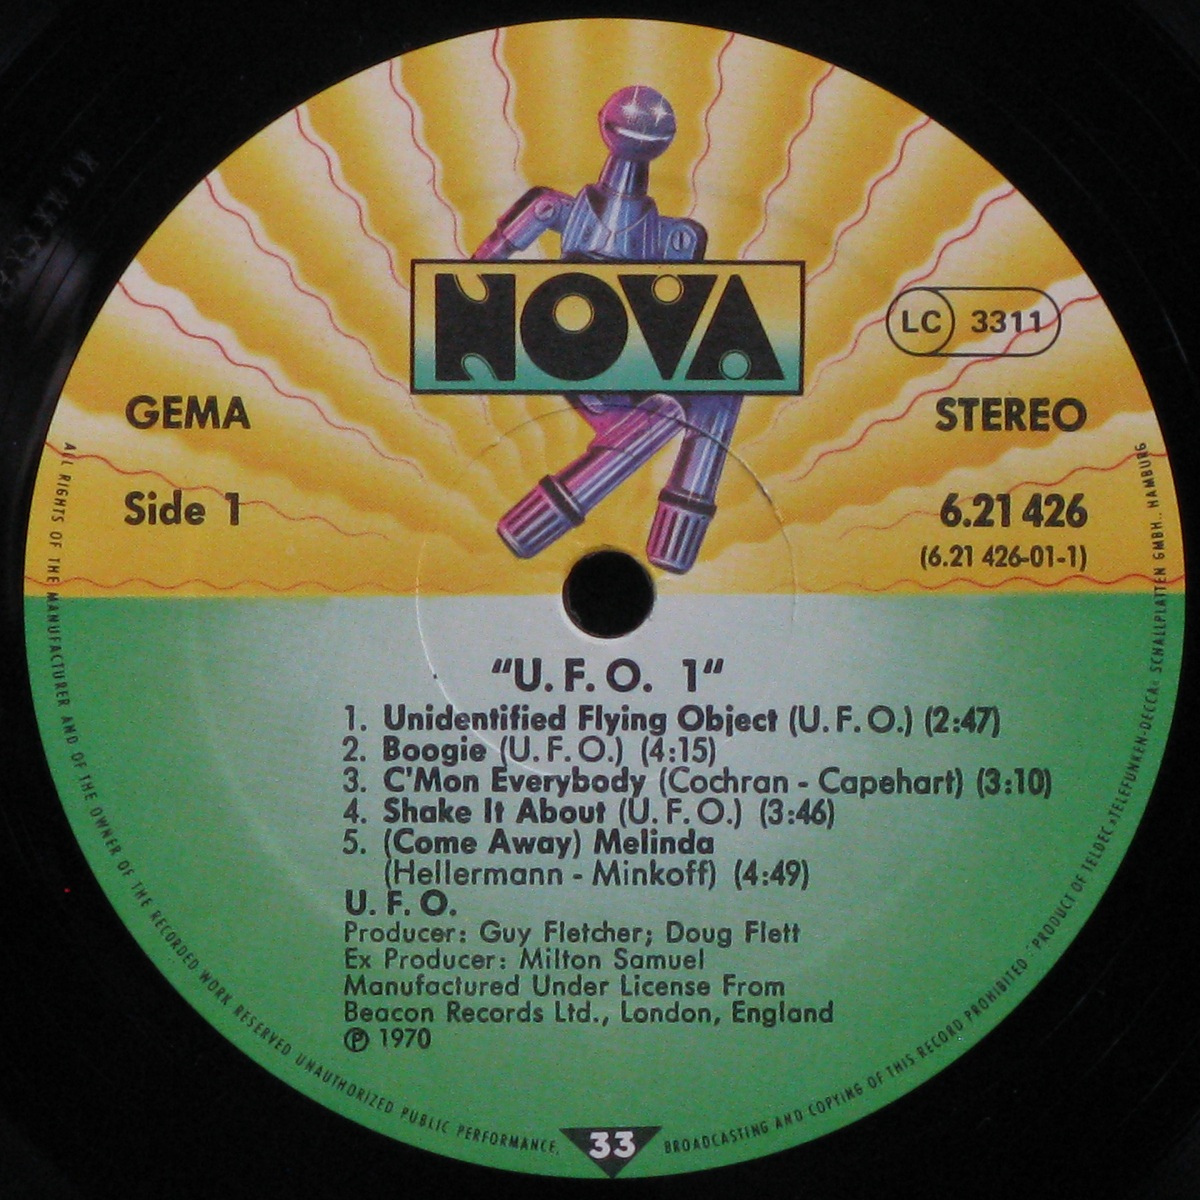 NOVA
LC 3311
GEMA
STEREO
Side 1
6.21 426
(6.21 426-01-1)
"U. F. O. 1"
1. Unidentified Flying Object (U. F. O.) (2:47)
2. Boogie (U. F. O.) (4:15)
3. C'Mon Everybody (Cochran - Capehart) (3:10)
4. Shake It About (U. F. O.) (3:46)
5. (Come Away) Melinda
(Hellermann - Minkoff) (4:49)
U. F. O.
Producer: Guy Fletcher; Doug Flett
Ex Producer: Milton Samuel
Manufactured Under License From
Beacon Records Ltd., London, England
℗ 1970
ALL RIGHTS OF THE MANUFACTURER AND OF THE OWNER OF THE RECORDED WORK RESERVED UNAUTHORIZED PUBLIC PERFORMANCE, BROADCASTING AND COPYING OF THIS RECORD PROHIBITED · PRODUCT OF TELDEC »TELEFUNKEN-DECCA« SCHALLPLATTEN GMBH., HAMBURG
33